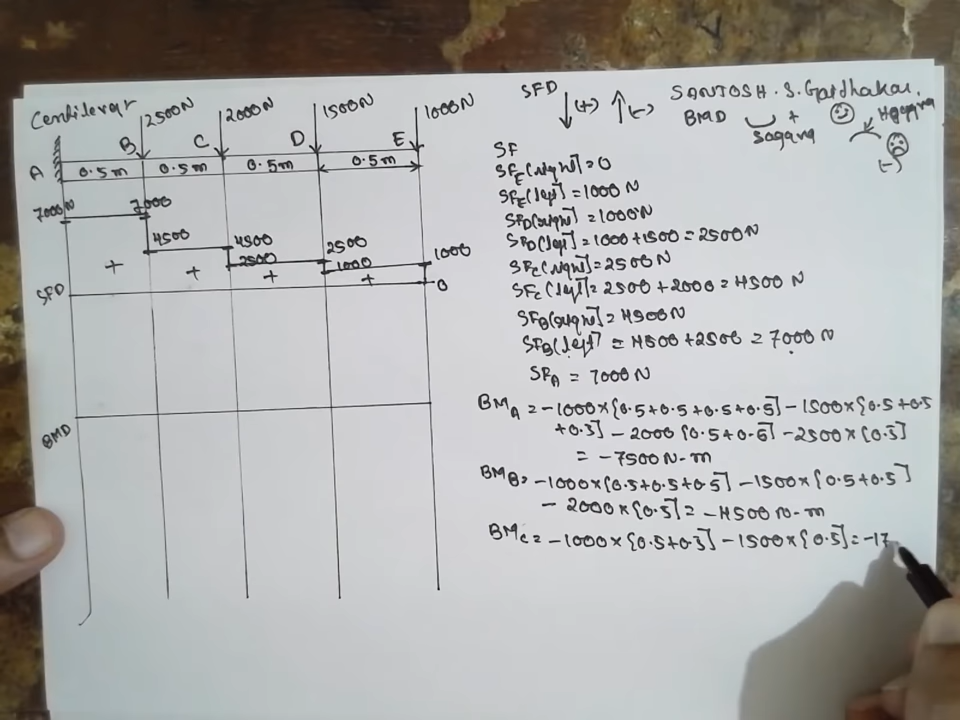 Cantilever
2500N 2000N 1500N 1000N
A B C D E
0.5m 0.5m 0.5m 0.5m
7000N 7000
4500 4500 2500 1000
2500 1000
+ + + +
SFD 0
BMD
SFD (+) (-)
SANTOSH. S. Gardhakar.
BMD + Hogging
Sagging (-)
SF
SFE (right] = 0
SFE (left] = 1000 N
SFD (right] = 1000N
SFD (left] = 1000 + 1500 = 2500N
SFC (right] = 2500 N
SFC (left] = 2500 + 2000 = 4500 N
SFB (right] = 4500N
SFB (left] = 4500 + 2500 = 7000 N
SFA = 7000 N
BMA = -1000 × [0.5+0.5+0.5+0.5] - 1500 × [0.5+0.5
+0.5] - 2000 [0.5+0.5] - 2500 × [0.5]
= -7500 N-m
BMB = -1000 × [0.5+0.5+0.5] - 1500 × [0.5+0.5]
- 2000 × [0.5] = -4500 N-m
BMC = -1000 × [0.5+0.5] - 1500 × [0.5] = -17